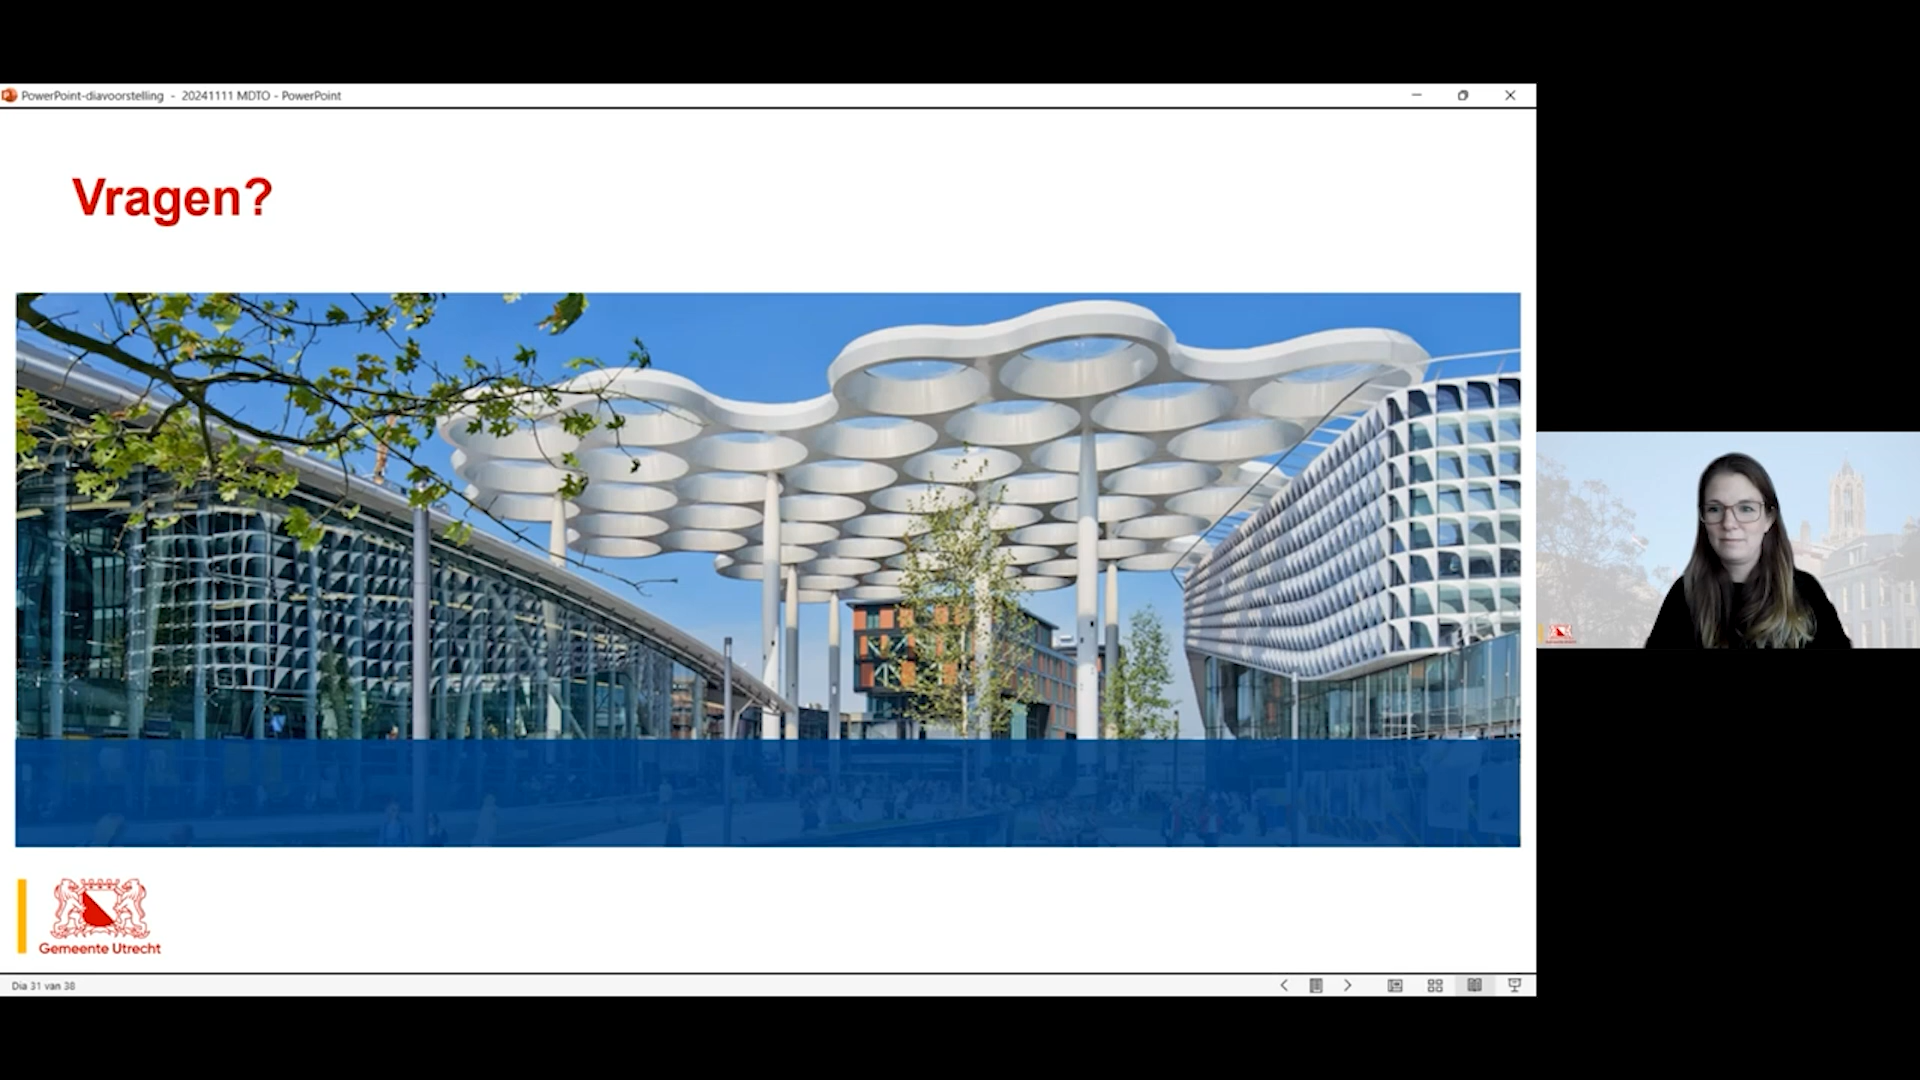 PowerPoint-diavoorstelling - 20241111 MDTO - PowerPoint
Vragen?
Gemeente Utrecht
Dia 31 van 38